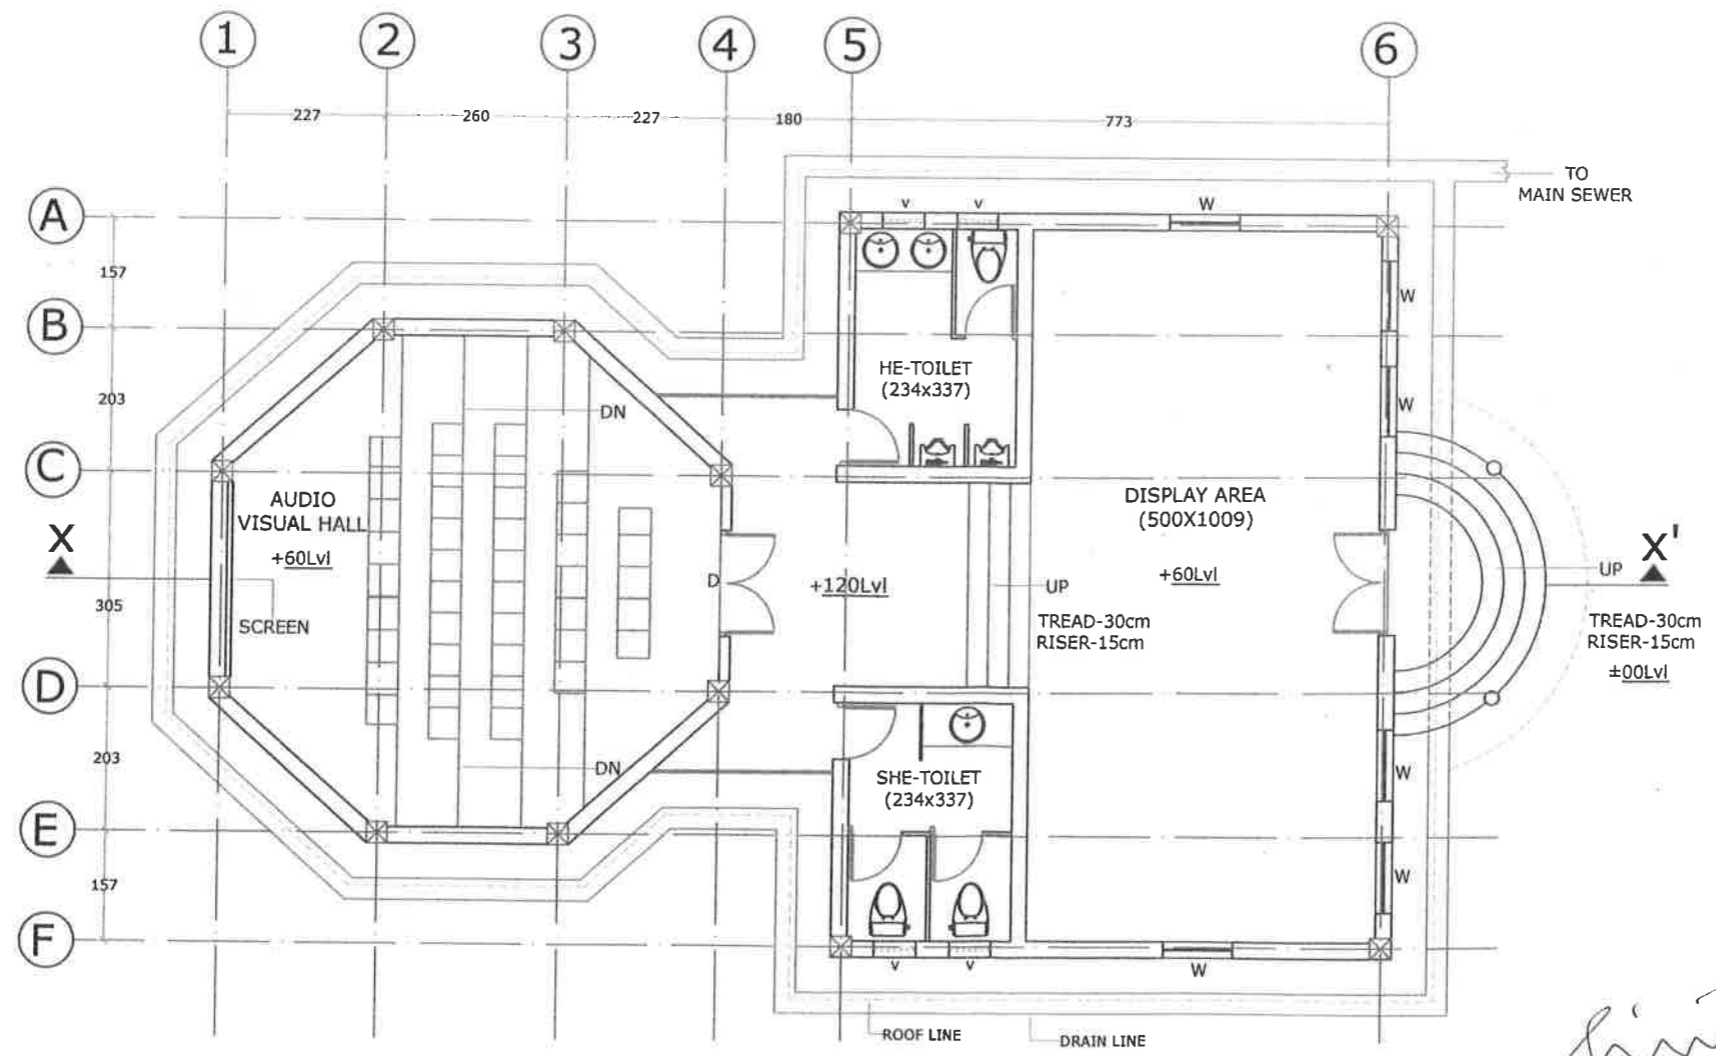 1 2 3 4 5 6
227 260 227 180 773
TO
MAIN SEWER
A
v v W
157
B
W
HE-TOILET
(234x337)
203
W
DN
C
AUDIO
VISUAL HALL
+60Lvl
DISPLAY AREA
(500X1009)
+60Lvl
X
X'
D
+120Lvl
UP
TREAD-30cm
RISER-15cm
UP
TREAD-30cm
RISER-15cm
±00Lvl
305
SCREEN
D
203
DN
SHE-TOILET
(234x337)
W
E
157
W
F
v v W
ROOF LINE
DRAIN LINE